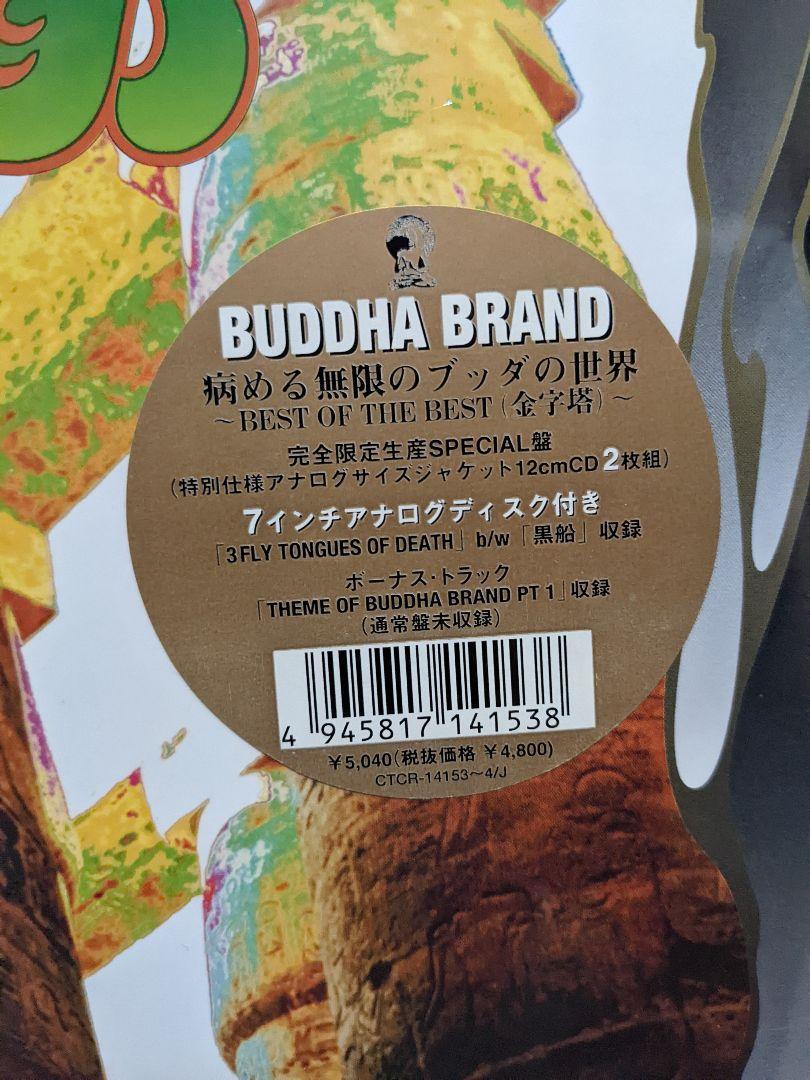 BUDDHA BRAND
病める無限のブッダの世界
～BEST OF THE BEST (金字塔)～
完全限定生産SPECIAL盤
(特別仕様アナログサイズジャケット12cmCD2枚組)
7インチアナログディスク付き
「3FLY TONGUES OF DEATH」b/w「黒船」収録
ボーナス・トラック
「THEME OF BUDDHA BRAND PT 1」収録
(通常盤未収録)
4 945817 141538
￥5,040(税抜価格 ￥4,800)
CTCR-14153～4/J